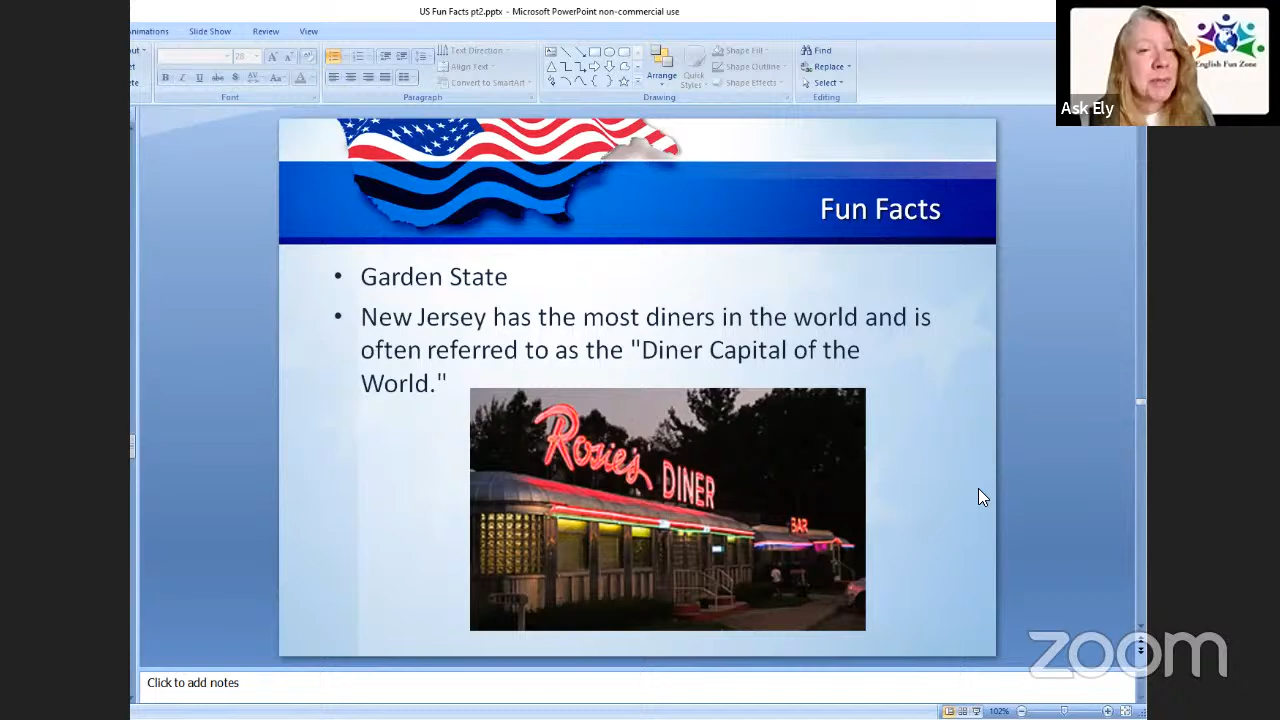 US Fun Facts pt2.pptx - Microsoft PowerPoint non-commercial use
Animations Slide Show Review View
Text Direction
Align Text
Convert to SmartArt
Arrange
Quick
Styles
Shape Fill
Shape Outline
Shape Effects
Find
Replace
Select
Font Paragraph Drawing Editing
English Fun Zone
Ask Ely
Fun Facts
• Garden State
• New Jersey has the most diners in the world and is
often referred to as the "Diner Capital of the
World."
Rosie's DINER
BAR
zoom
Click to add notes
102%